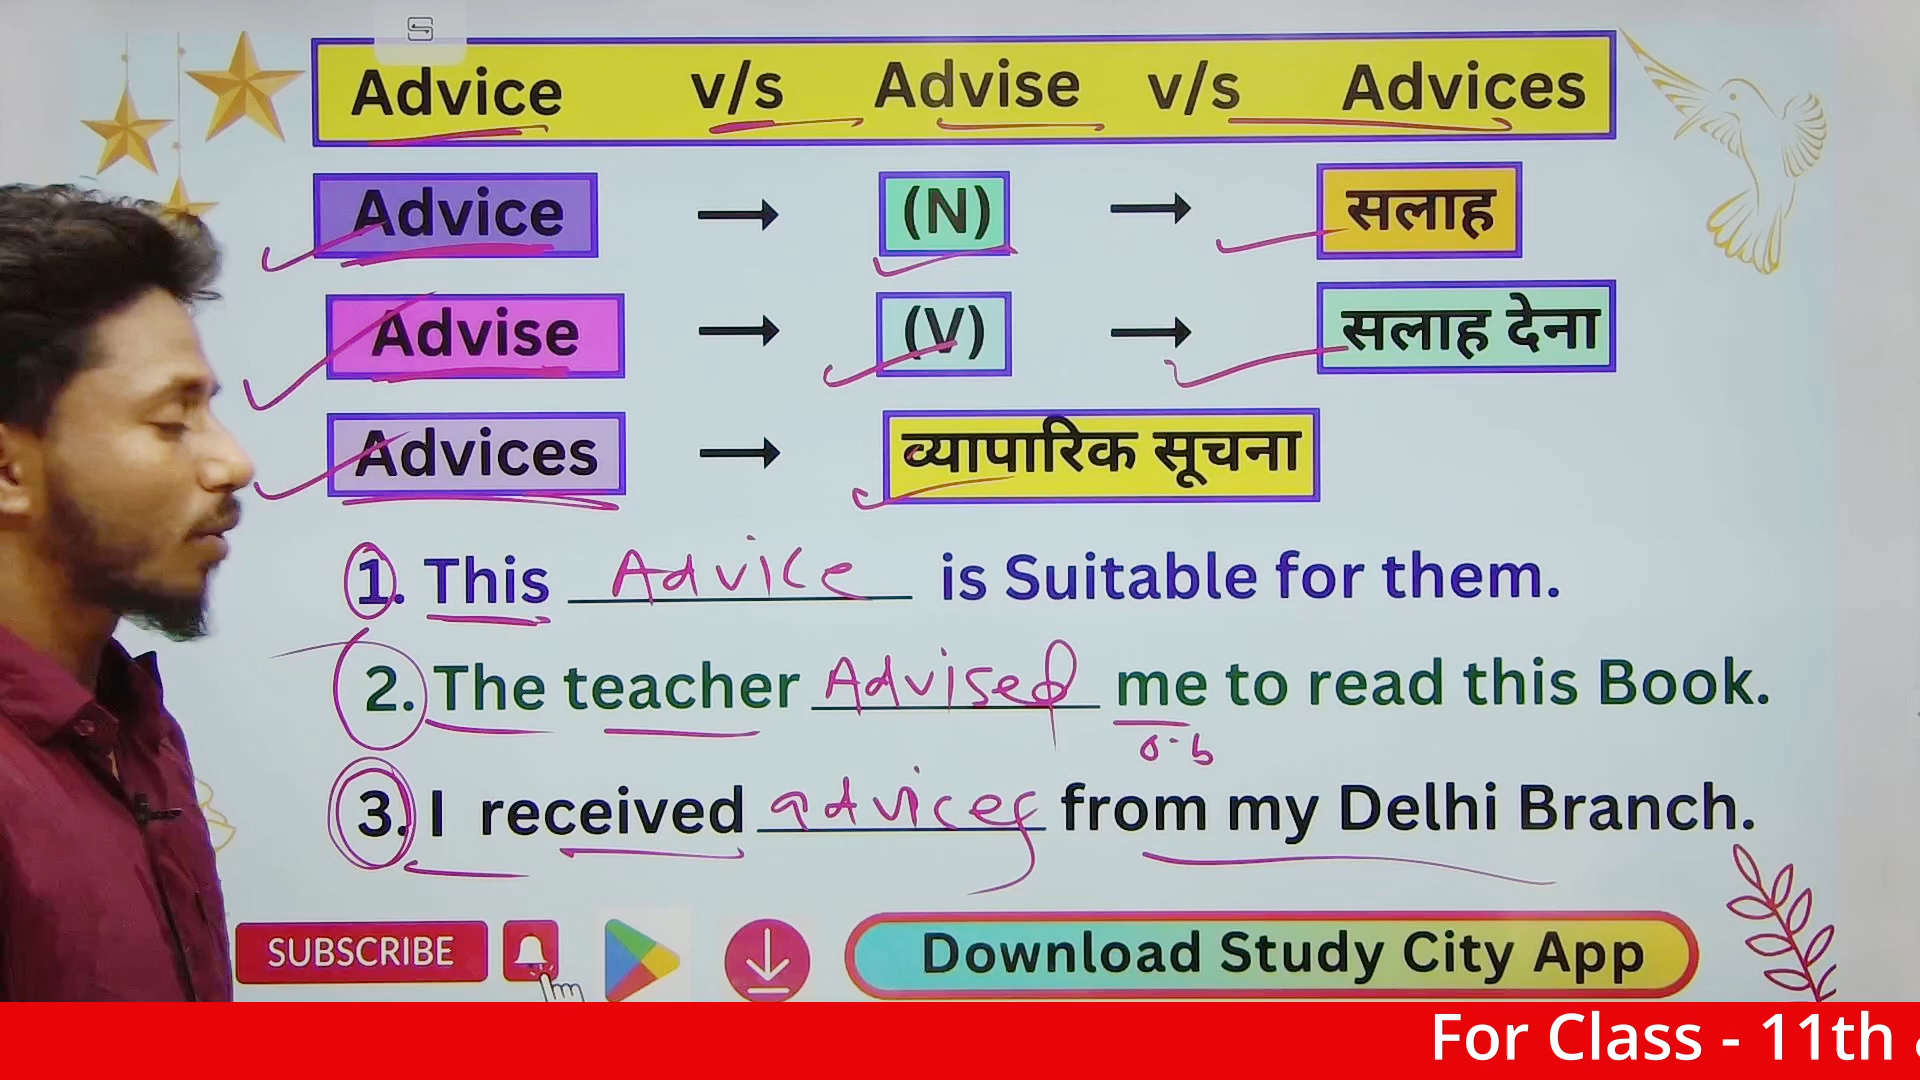 Advice v/s Advise v/s Advices
Advice → (N) → सलाह
Advise → (V) → सलाह देना
Advices → व्यापारिक सूचना
1. This Advice is Suitable for them.
2. The teacher Advised me to read this Book.
o.b
3. I received advices from my Delhi Branch.
SUBSCRIBE Download Study City App
For Class - 11th